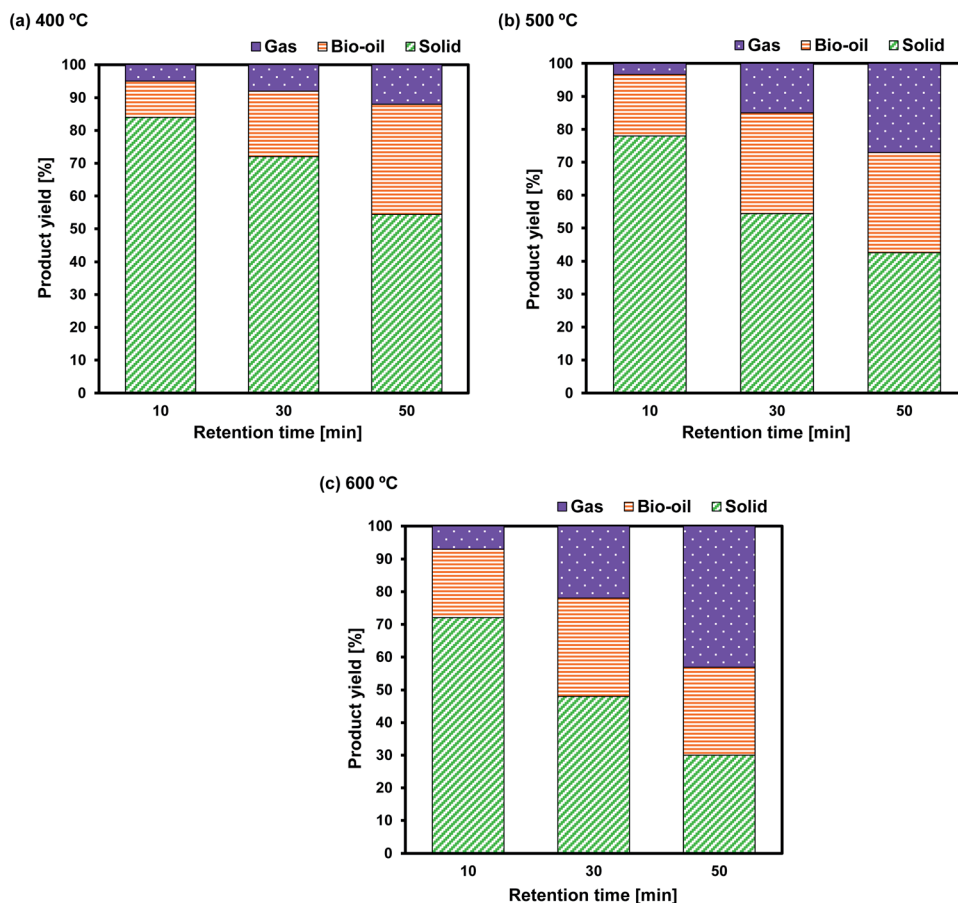 (a) 400 ºC
Gas Bio-oil Solid
100
90
80
70
60
50
40
30
20
10
0
Product yield [%]
10 30 50
Retention time [min]
(b) 500 ºC
Gas Bio-oil Solid
100
90
80
70
60
50
40
30
20
10
0
Product yield [%]
10 30 50
Retention time [min]
(c) 600 ºC
Gas Bio-oil Solid
100
90
80
70
60
50
40
30
20
10
0
Product yield [%]
10 30 50
Retention time [min]